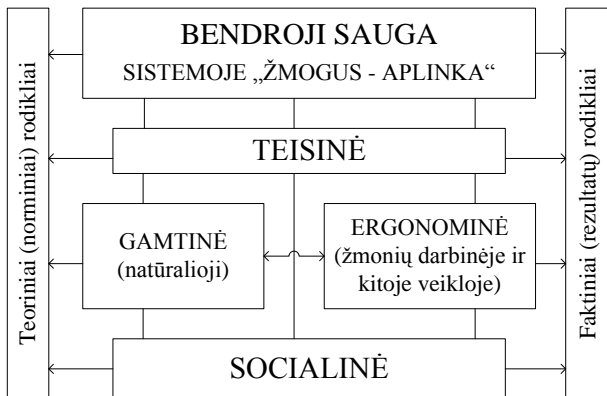 BENDROJI SAUGA
SISTEMOJE „ŽMOGUS - APLINKA“
TEISINĖ
GAMTINĖ
(natūralioji)
ERGONOMINĖ
(žmonių darbinėje ir
kitoje veikloje)
SOCIALINĖ
Teoriniai (norminiai) rodikliai
Faktiniai (rezultatų) rodikliai